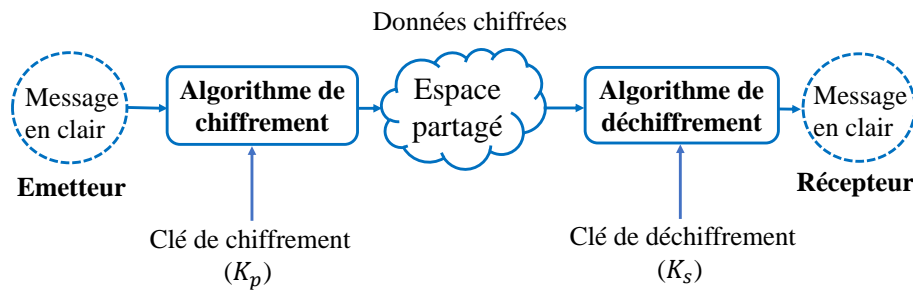 Données chiffrées
Message
en clair
Emetteur
Algorithme de
chiffrement
Espace
partagé
Algorithme de
déchiffrement
Message
en clair
Récepteur
Clé de chiffrement
(K_p)
Clé de déchiffrement
(K_s)